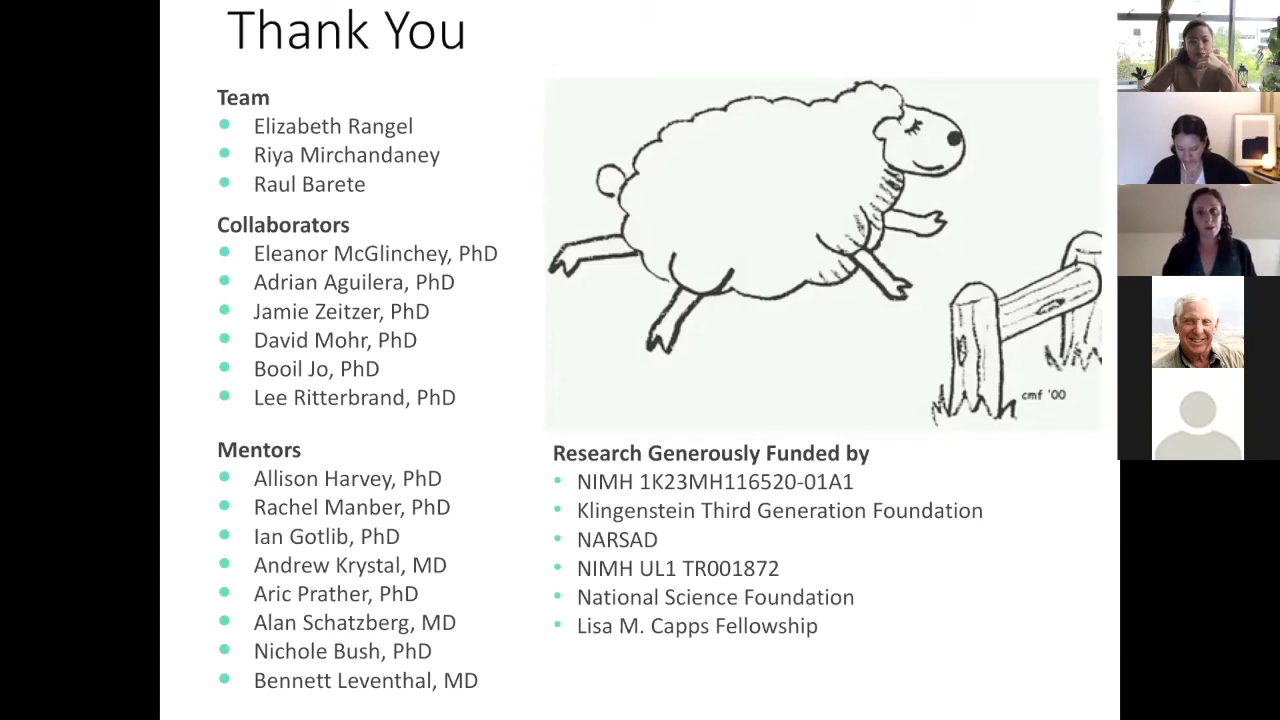 Thank You
Team
Elizabeth Rangel
Riya Mirchandaney
Raul Barete
Collaborators
Eleanor McGlinchey, PhD
Adrian Aguilera, PhD
Jamie Zeitzer, PhD
David Mohr, PhD
Booil Jo, PhD
Lee Ritterbrand, PhD
Mentors
Allison Harvey, PhD
Rachel Manber, PhD
Ian Gotlib, PhD
Andrew Krystal, MD
Aric Prather, PhD
Alan Schatzberg, MD
Nichole Bush, PhD
Bennett Leventhal, MD
cmf '00
Research Generously Funded by
NIMH 1K23MH116520-01A1
Klingenstein Third Generation Foundation
NARSAD
NIMH UL1 TR001872
National Science Foundation
Lisa M. Capps Fellowship